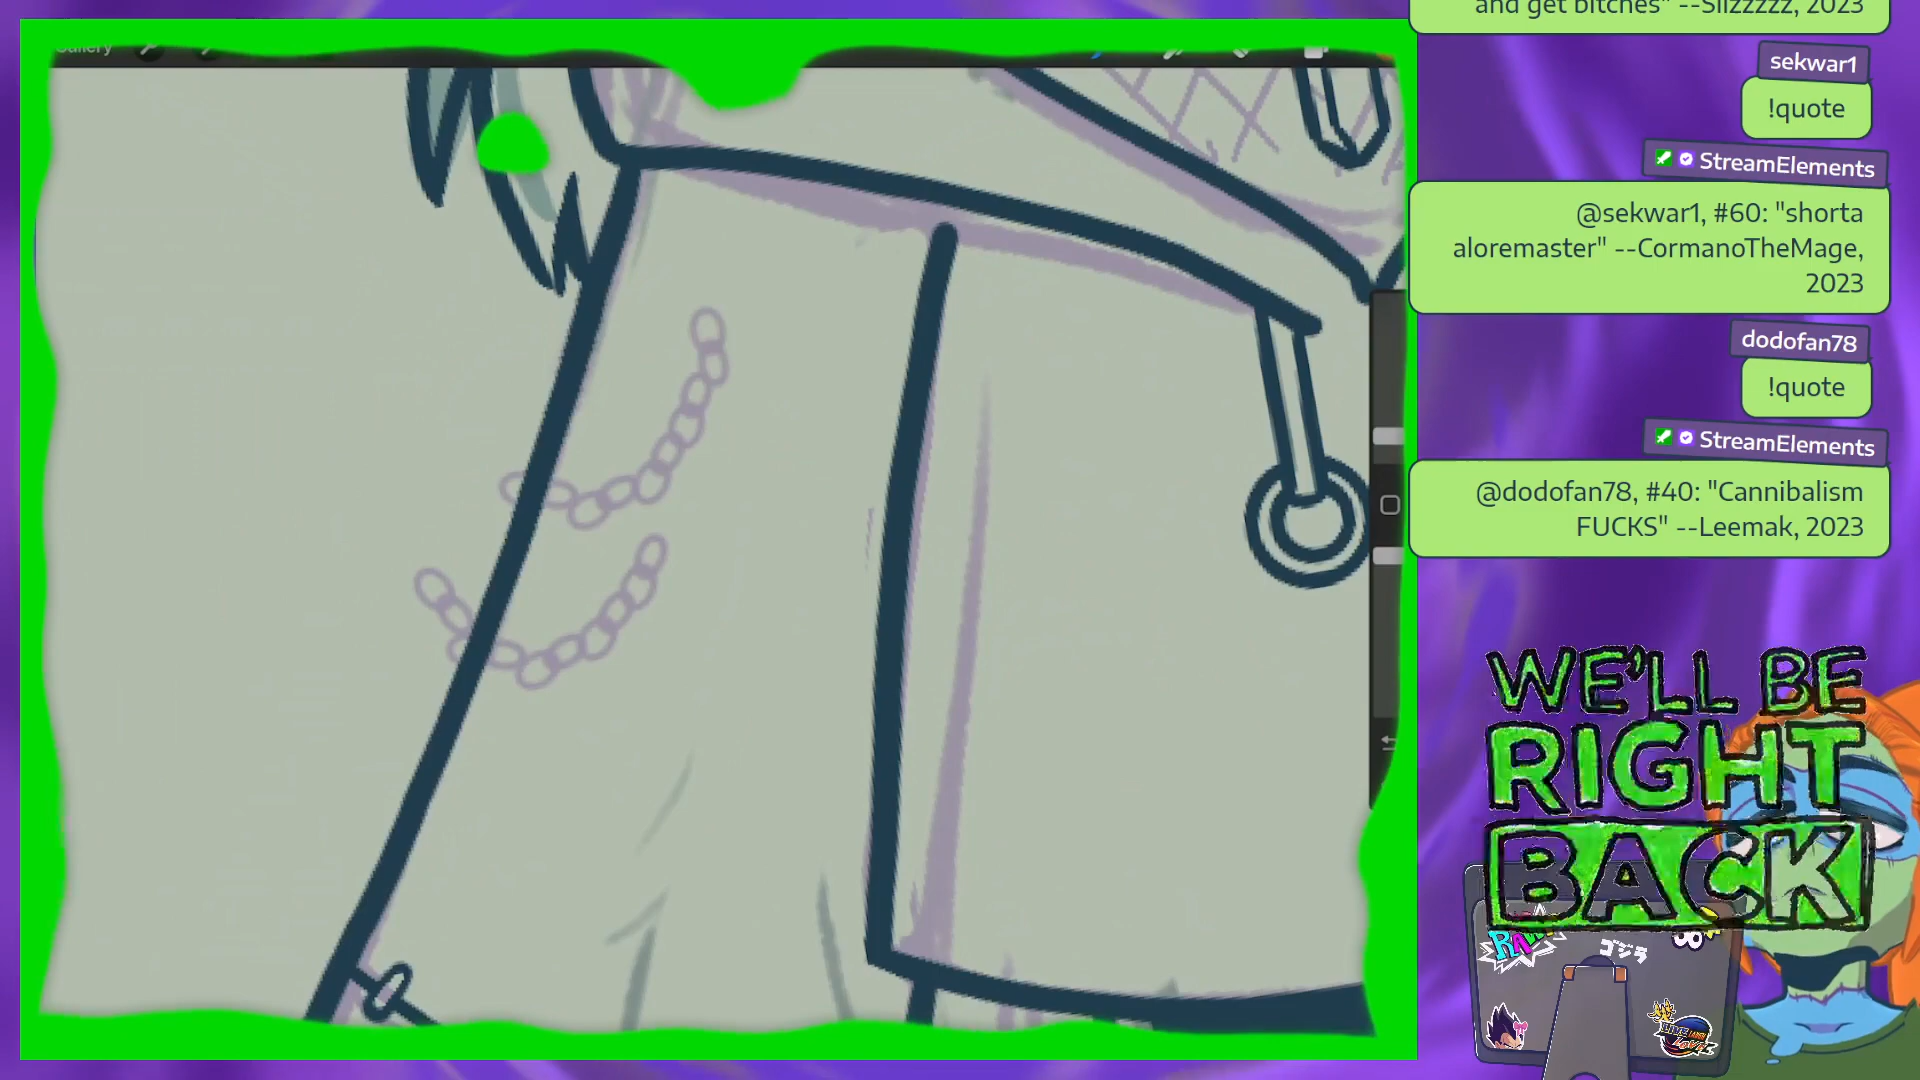 Gallery
and get bitches" --Slizzzzz, 2023
sekwar1
!quote
StreamElements
@sekwar1, #60: "shorta
aloremaster" --CormanoTheMage,
2023
dodofan78
!quote
StreamElements
@dodofan78, #40: "Cannibalism
FUCKS" --Leemak, 2023
WE'LL BE
RIGHT
BACK
ゴジラ